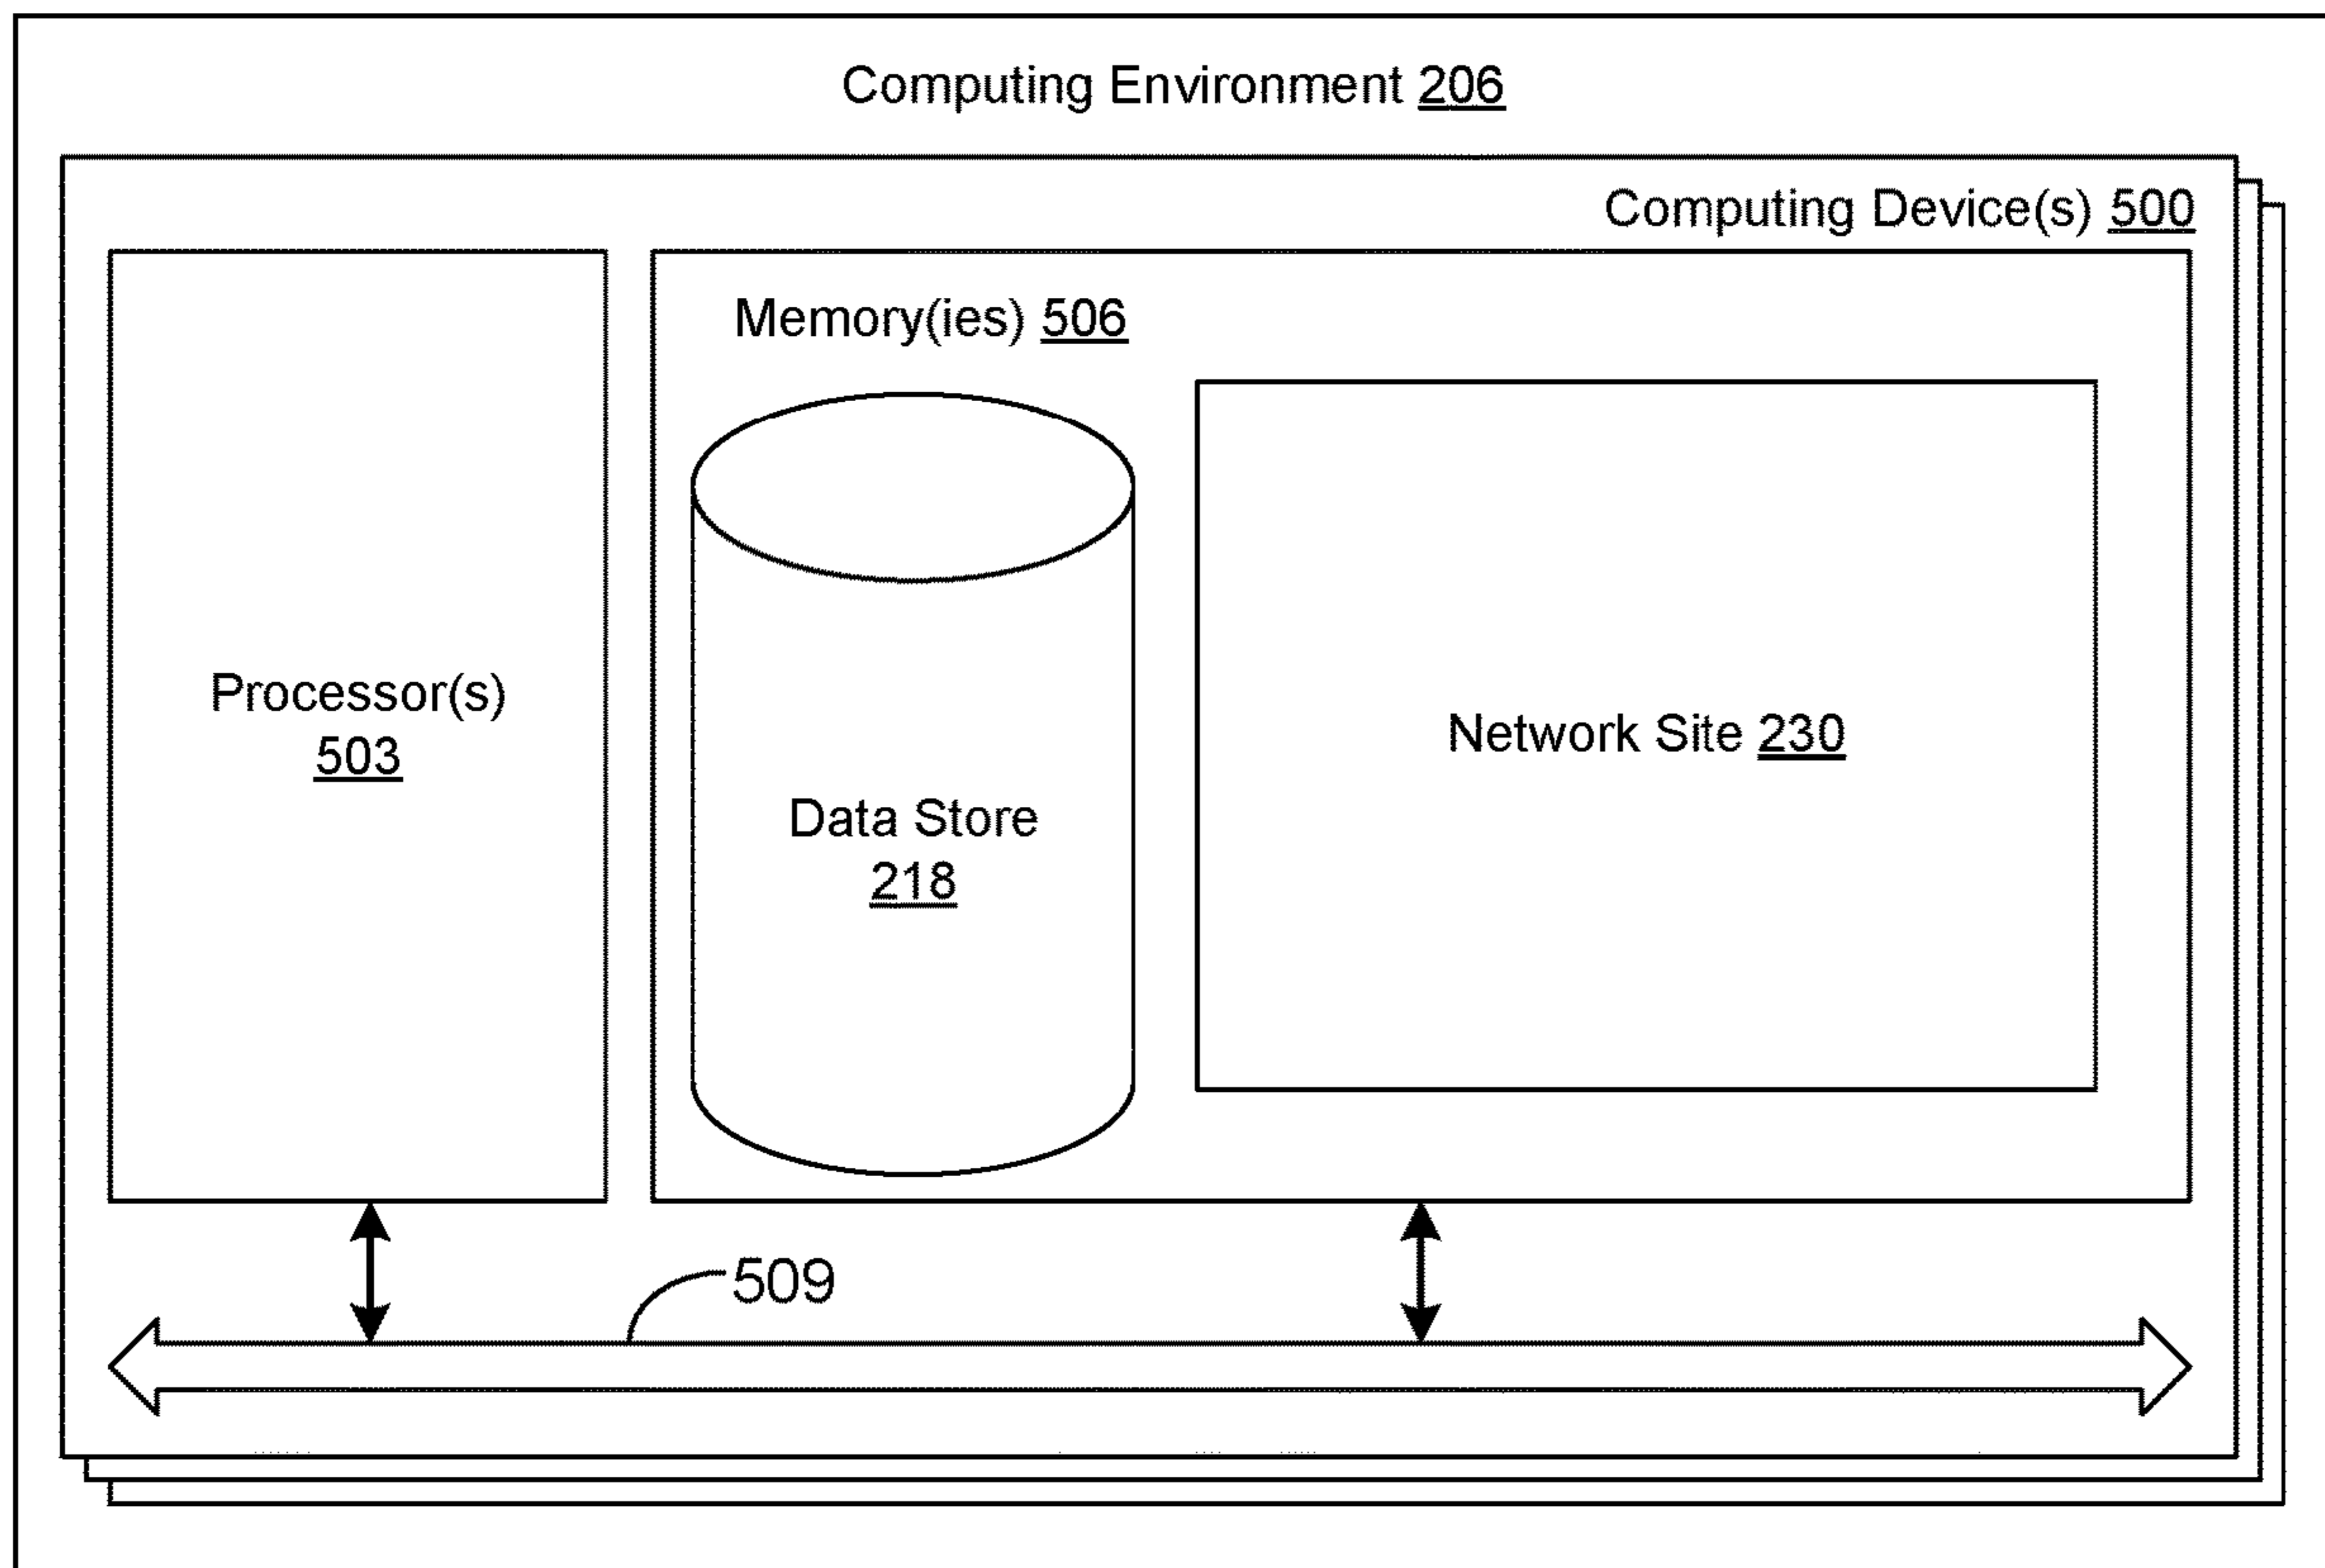 Computing Environment 206
Computing Device(s) 500
Memory(ies) 506
Processor(s)
503
Network Site 230
Data Store
218
509